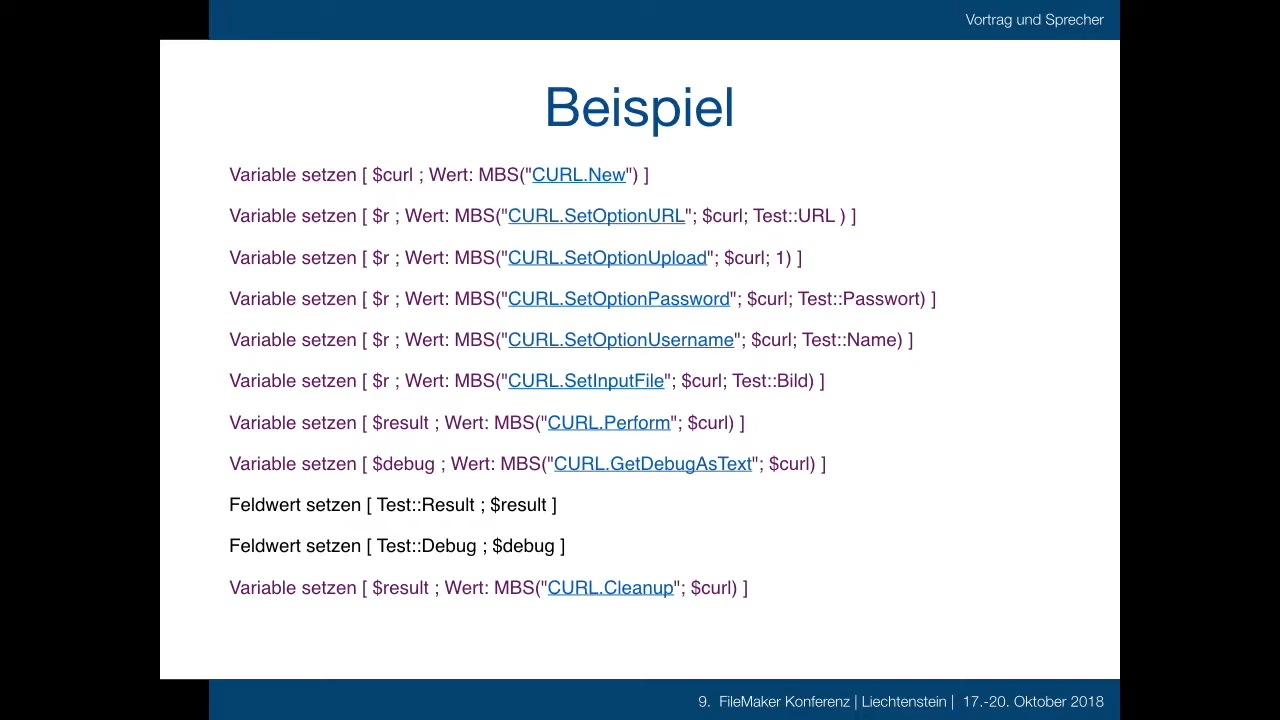 Vortrag und Sprecher
Beispiel
Variable setzen [ $curl ; Wert: MBS("CURL.New") ]
Variable setzen [ $r ; Wert: MBS("CURL.SetOptionURL"; $curl; Test::URL ) ]
Variable setzen [ $r ; Wert: MBS("CURL.SetOptionUpload"; $curl; 1) ]
Variable setzen [ $r ; Wert: MBS("CURL.SetOptionPassword"; $curl; Test::Passwort) ]
Variable setzen [ $r ; Wert: MBS("CURL.SetOptionUsername"; $curl; Test::Name) ]
Variable setzen [ $r ; Wert: MBS("CURL.SetInputFile"; $curl; Test::Bild) ]
Variable setzen [ $result ; Wert: MBS("CURL.Perform"; $curl) ]
Variable setzen [ $debug ; Wert: MBS("CURL.GetDebugAsText"; $curl) ]
Feldwert setzen [ Test::Result ; $result ]
Feldwert setzen [ Test::Debug ; $debug ]
Variable setzen [ $result ; Wert: MBS("CURL.Cleanup"; $curl) ]
9. FileMaker Konferenz | Liechtenstein | 17.-20. Oktober 2018